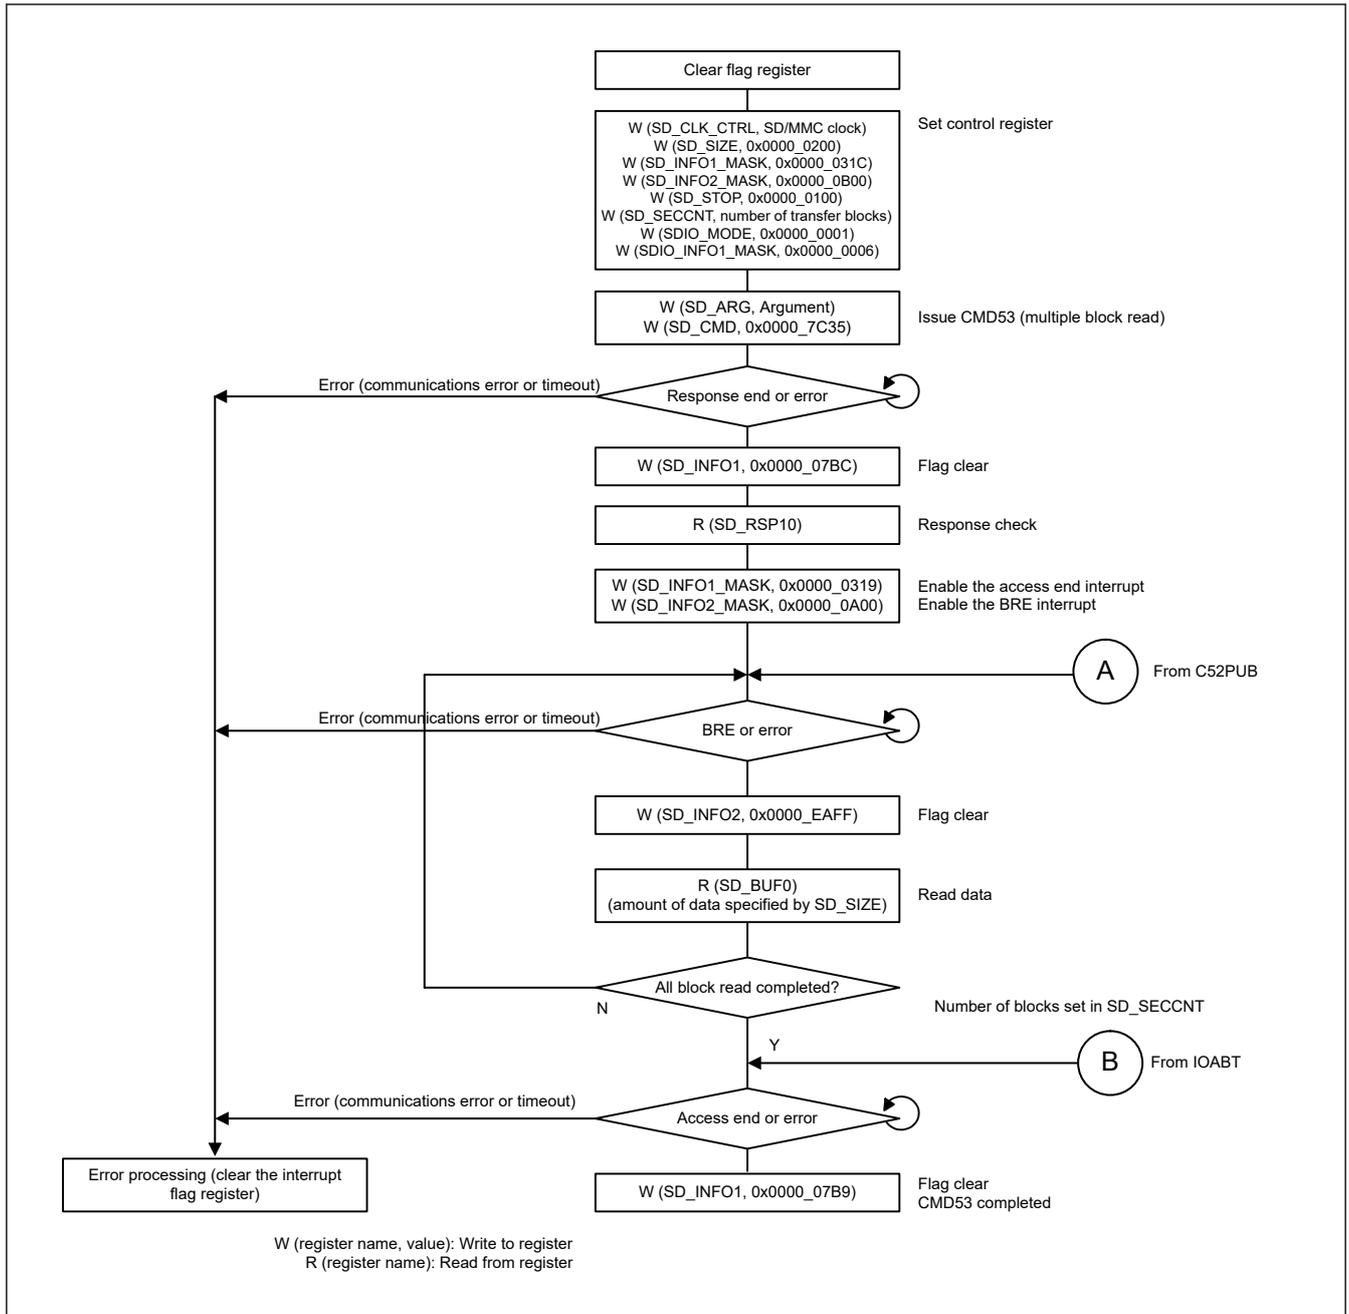 Clear flag register
W (SD_CLK_CTRL, SD/MMC clock)
W (SD_SIZE, 0x0000_0200)
W (SD_INFO1_MASK, 0x0000_031C)
W (SD_INFO2_MASK, 0x0000_0B00)
W (SD_STOP, 0x0000_0100)
W (SD_SECCNT, number of transfer blocks)
W (SDIO_MODE, 0x0000_0001)
W (SDIO_INFO1_MASK, 0x0000_0006)
Set control register
W (SD_ARG, Argument)
W (SD_CMD, 0x0000_7C35)
Issue CMD53 (multiple block read)
Error (communications error or timeout)
Response end or error
W (SD_INFO1, 0x0000_07BC)
Flag clear
R (SD_RSP10)
Response check
W (SD_INFO1_MASK, 0x0000_0319)
W (SD_INFO2_MASK, 0x0000_0A00)
Enable the access end interrupt
Enable the BRE interrupt
A
From C52PUB
Error (communications error or timeout)
BRE or error
W (SD_INFO2, 0x0000_EAFF)
Flag clear
R (SD_BUF0)
(amount of data specified by SD_SIZE)
Read data
All block read completed?
N
Number of blocks set in SD_SECCNT
Y
B
From IOABT
Error (communications error or timeout)
Access end or error
Error processing (clear the interrupt
flag register)
W (SD_INFO1, 0x0000_07B9)
Flag clear
CMD53 completed
W (register name, value): Write to register
R (register name): Read from register